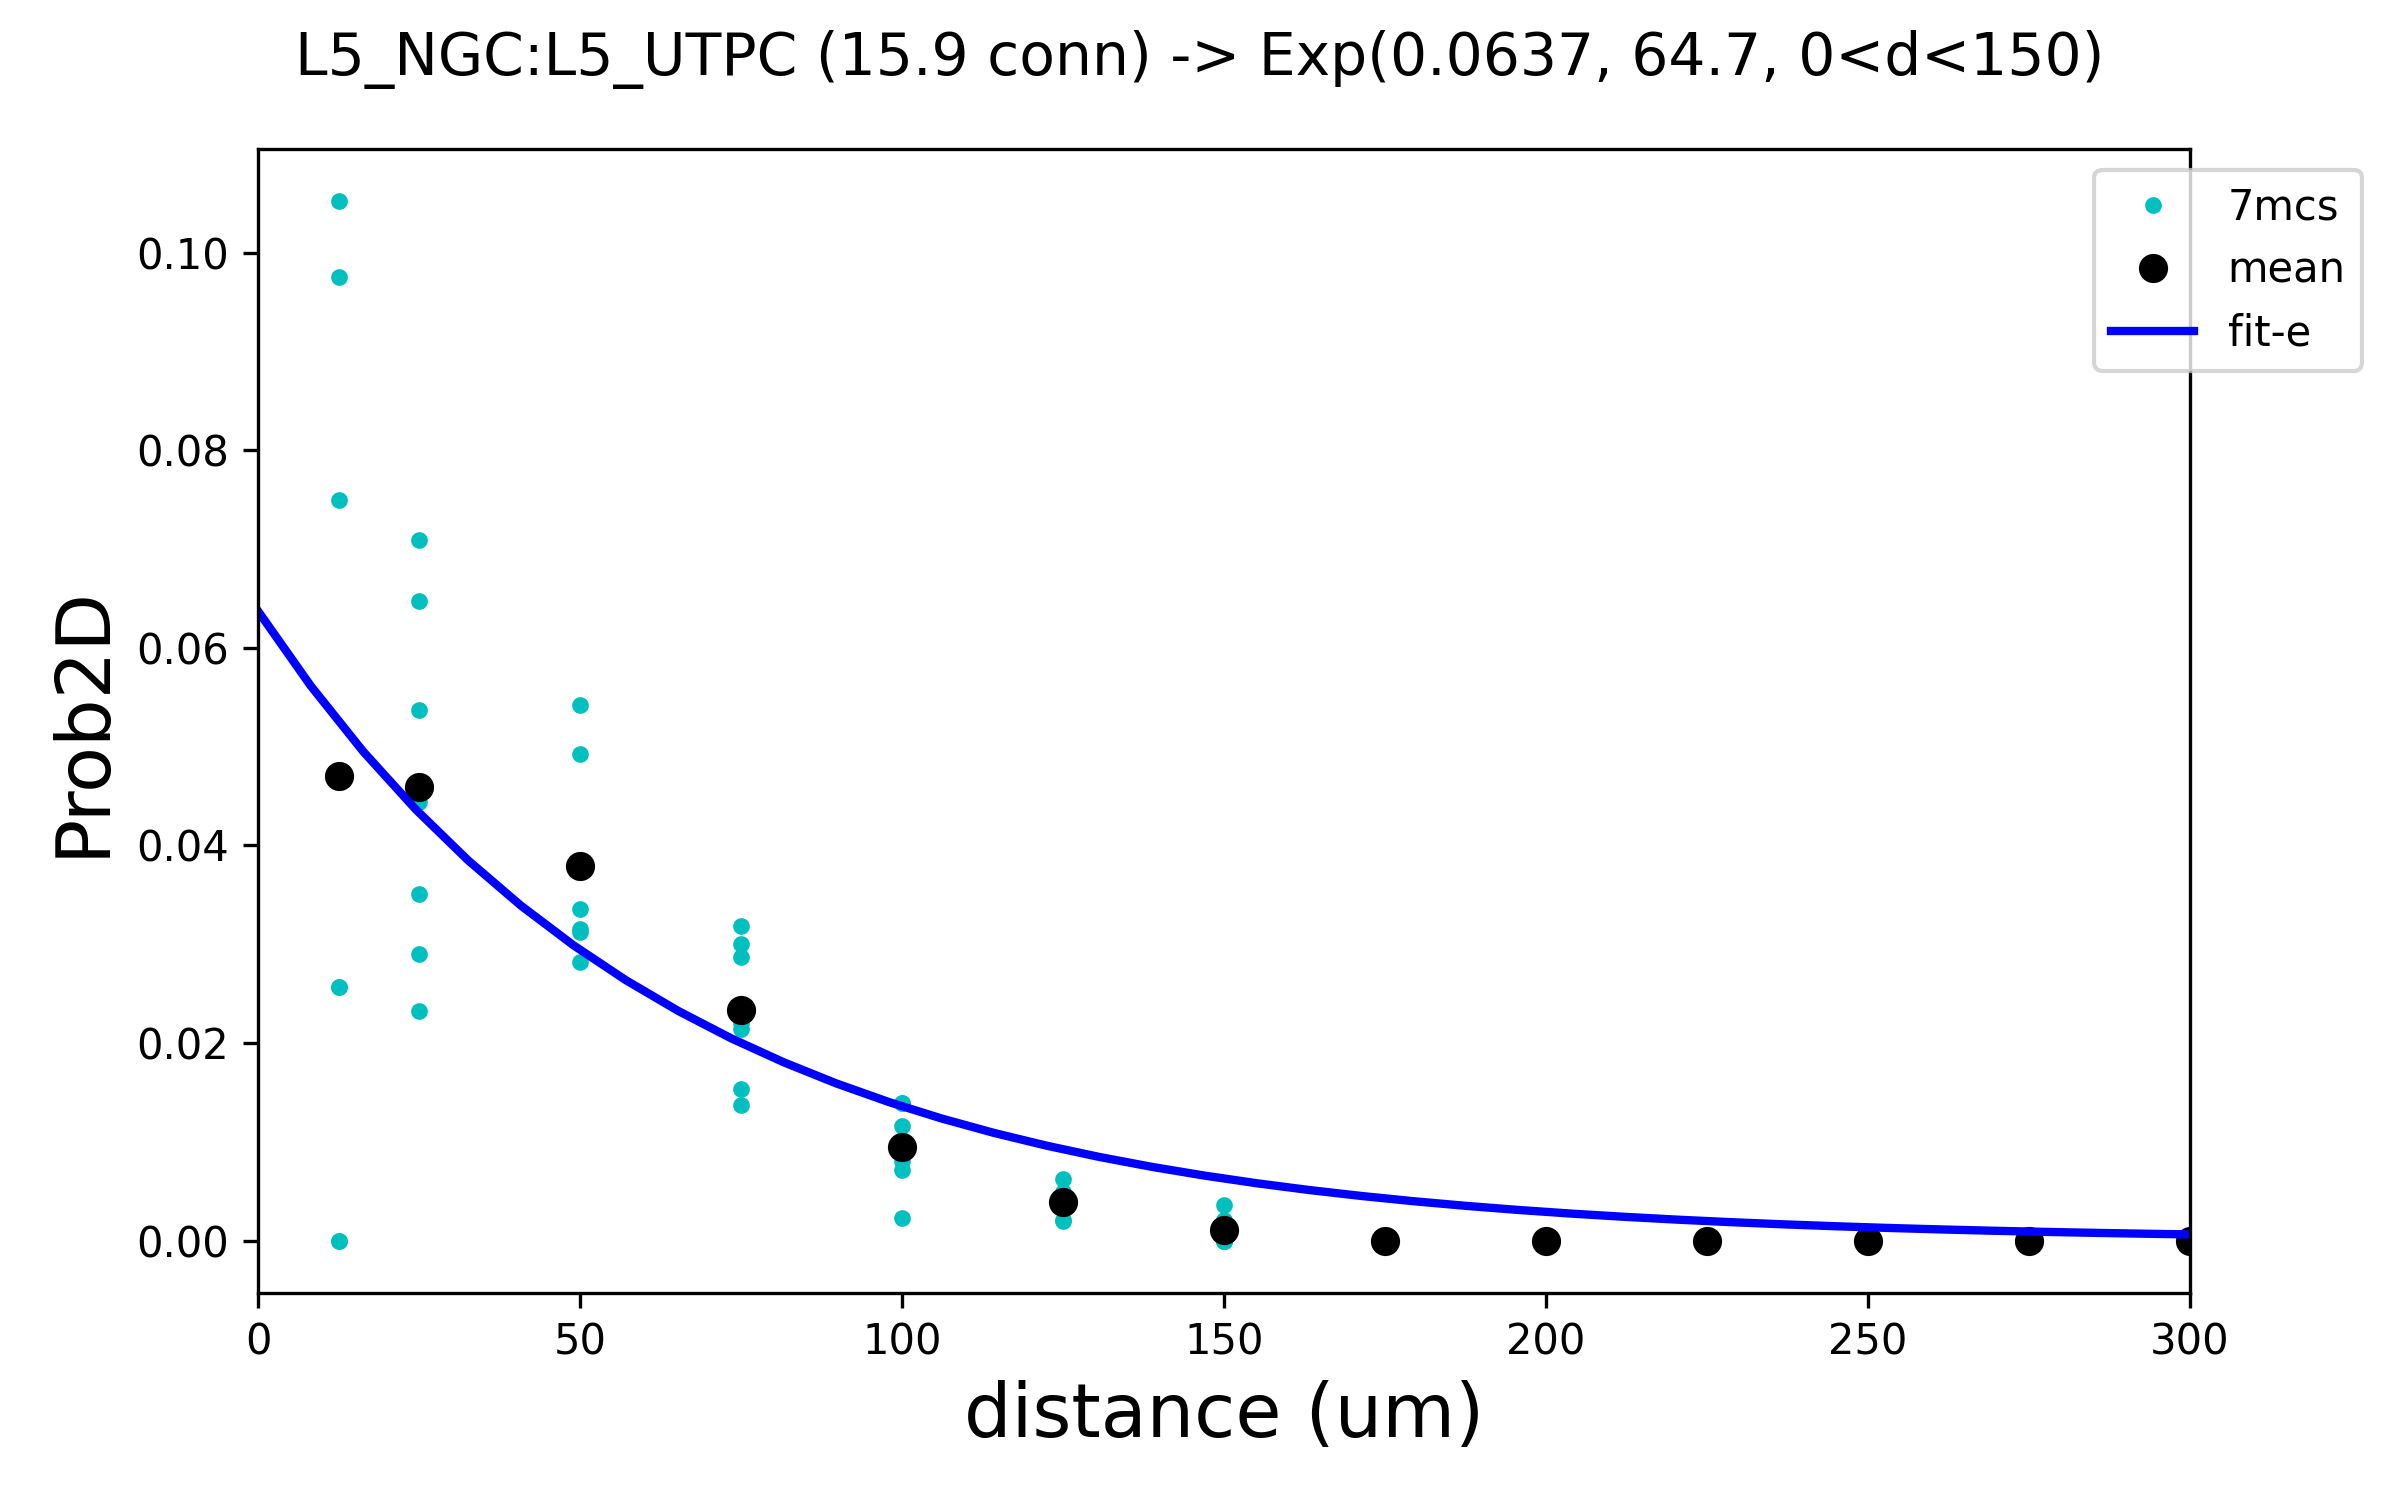 L5_NGC:L5_UTPC (15.9 conn) -> Exp(0.0637, 64.7, 0<d<150)
7mcs
mean
fit-e
Prob2D
0.10
0.08
0.06
0.04
0.02
0.00
0 50 100 150 200 250 300
distance (um)